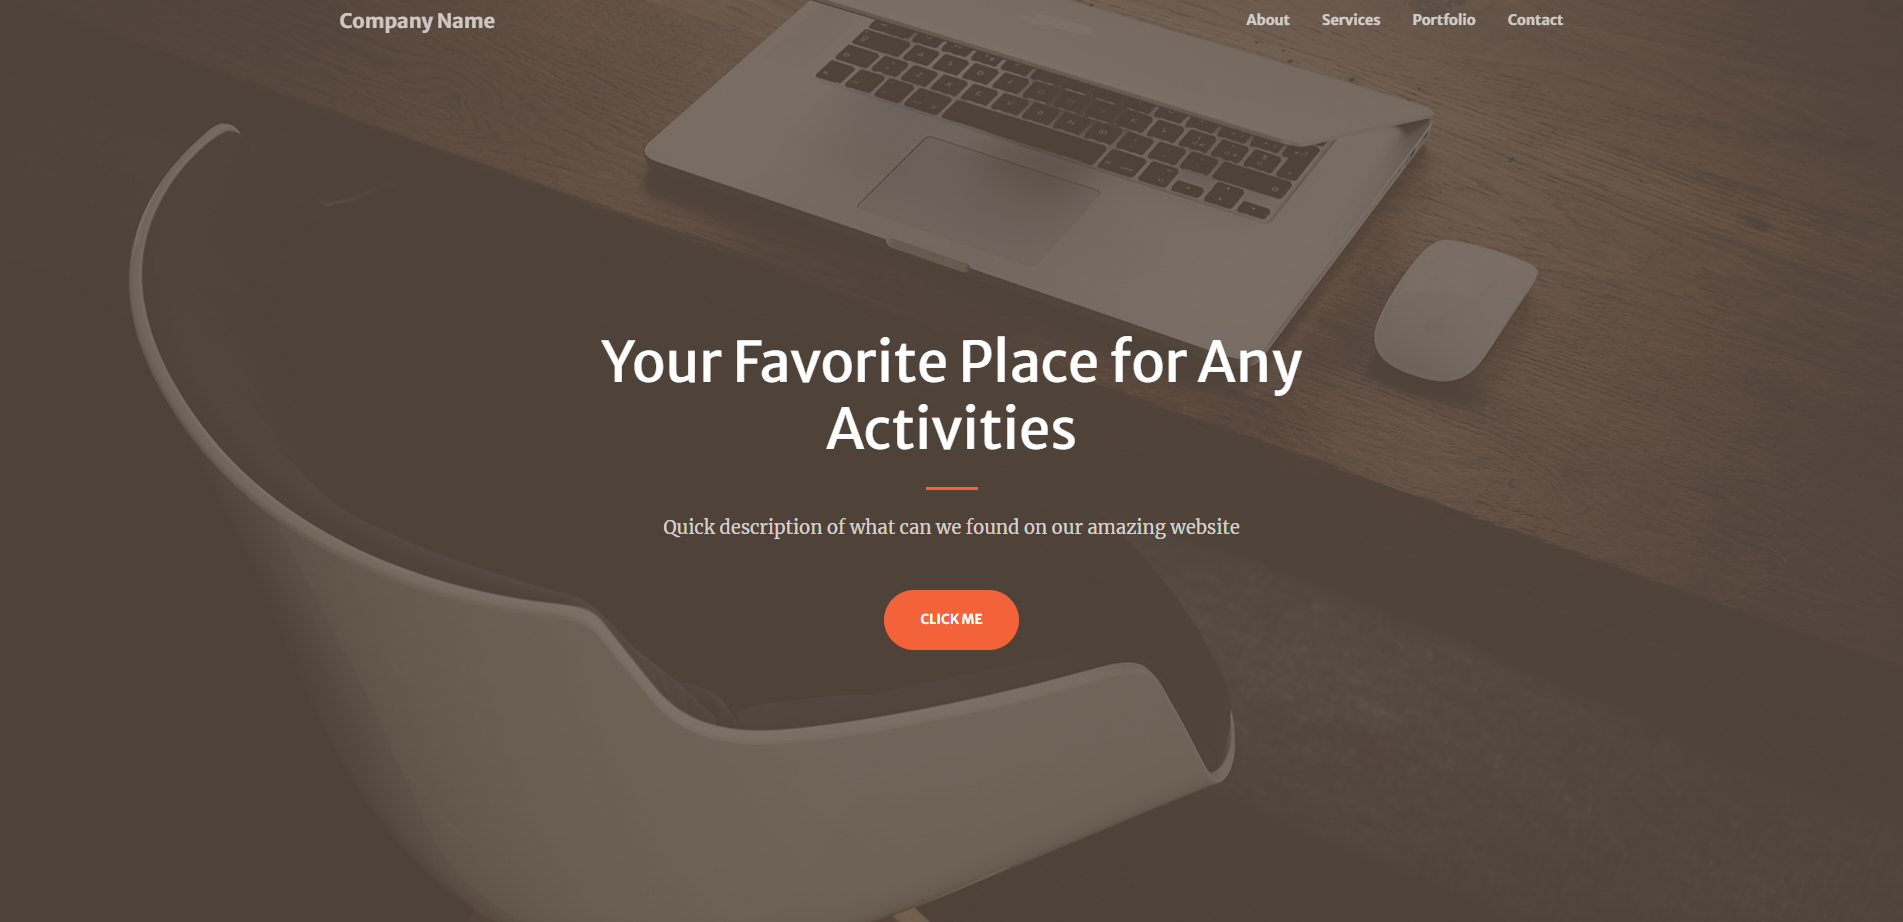 Company Name
About Services Portfolio Contact
Your Favorite Place for Any
Activities
Quick description of what can we found on our amazing website
CLICK ME